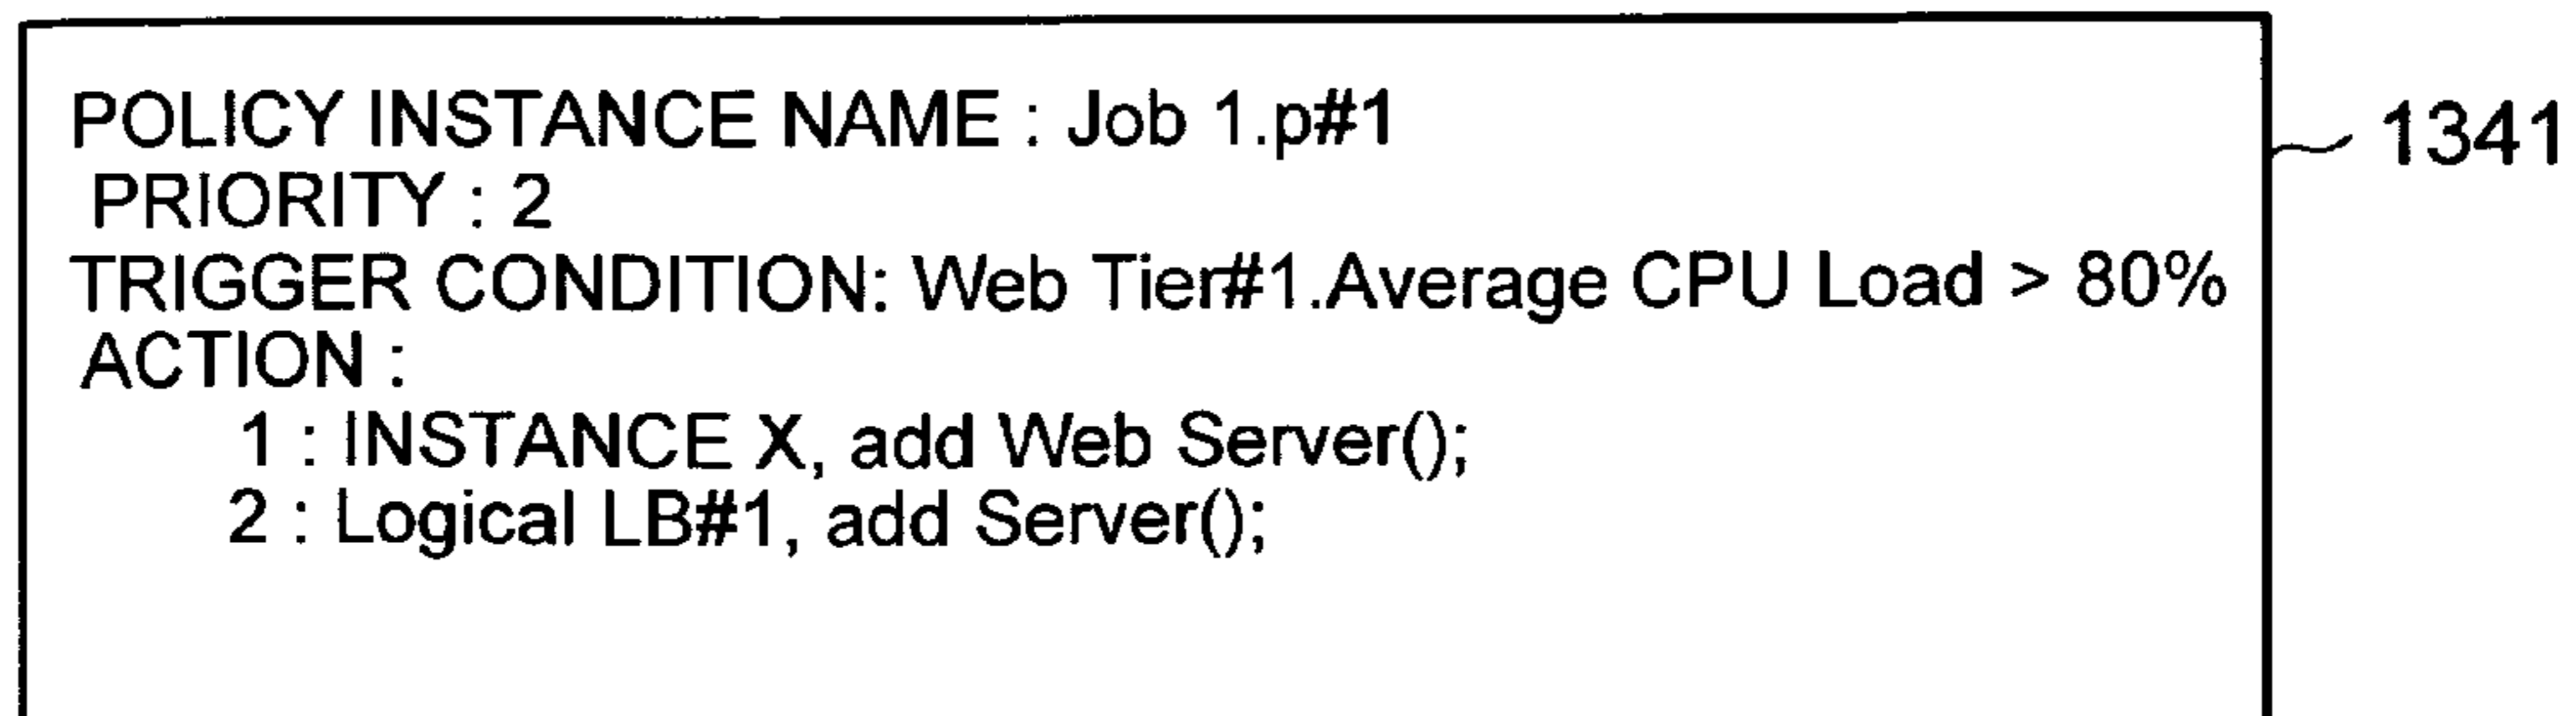 POLICY INSTANCE NAME : Job 1.p#1
1341
PRIORITY : 2
TRIGGER CONDITION: Web Tier#1.Average CPU Load > 80%
ACTION :
1 : INSTANCE X, add Web Server();
2 : Logical LB#1, add Server();